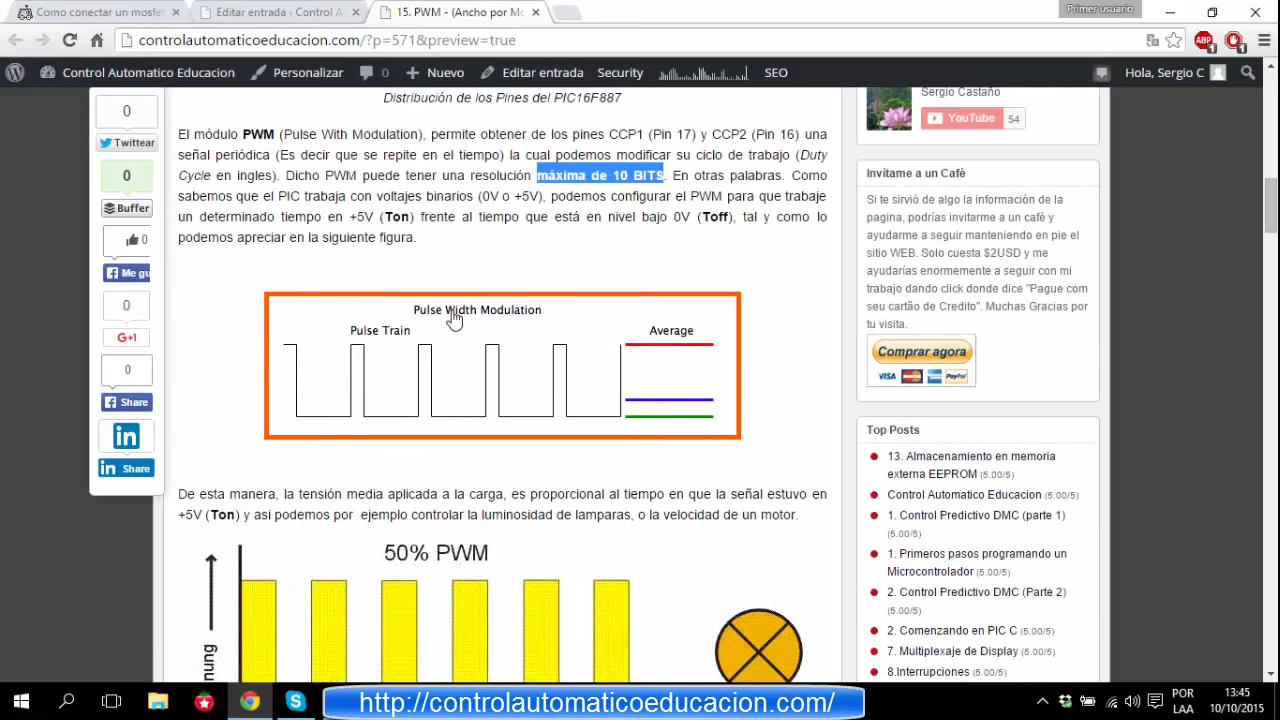 Como conectar un mosfet
Editar entrada ‹ Control A
15. PWM - (Ancho por Mo
Primer usuario
controlautomaticoeducacion.com/?p=571&preview=true
ABP
1
1
Control Automatico Educacion
Personalizar
0
Nuevo
Editar entrada
Security
SEO
Hola, Sergio C
0
Twittear
0
Buffer
0
Me gu
0
G+1
0
Share
in
in Share
Distribución de los Pines del PIC16F887
El módulo PWM (Pulse With Modulation), permite obtener de los pines CCP1 (Pin 17) y CCP2 (Pin 16) una
señal periódica (Es decir que se repite en el tiempo) la cual podemos modificar su ciclo de trabajo (Duty
Cycle en ingles). Dicho PWM puede tener una resolución máxima de 10 BITS. En otras palabras. Como
sabemos que el PIC trabaja con voltajes binarios (0V o +5V), podemos configurar el PWM para que trabaje
un determinado tiempo en +5V (Ton) frente al tiempo que está en nivel bajo 0V (Toff), tal y como lo
podemos apreciar en la siguiente figura.
Pulse Width Modulation
Pulse Train
Average
De esta manera, la tensión media aplicada a la carga, es proporcional al tiempo en que la señal estuvo en
+5V (Ton) y asi podemos por ejemplo controlar la luminosidad de lamparas, o la velocidad de un motor.
50% PWM
nung
Sergio Castaño
YouTube
54
Invítame a un Café
Si te sirvió de algo la información de la
pagina, podrías invitarme a un café y
ayudarme a seguir manteniendo en pie el
sitio WEB. Solo cuesta $2USD y me
ayudarías enormemente a seguir con mi
trabajo dando click donde dice "Pague com
seu cartão de Credito". Muchas Gracias por
tu visita.
Comprar agora
VISA
PayPal
Top Posts
13. Almacenamiento en memoria
externa EEPROM (5.00/5)
Control Automatico Educacion (5.00/5)
1. Control Predictivo DMC (parte 1)
(5.00/5)
1. Primeros pasos programando un
Microcontrolador (5.00/5)
2. Control Predictivo DMC (Parte 2)
(5.00/5)
2. Comenzando en PIC C (5.00/5)
7. Multiplexaje de Display (5.00/5)
8.Interrupciones (5.00/5)
http://controlautomaticoeducacion.com/
POR
LAA
13:45
10/10/2015